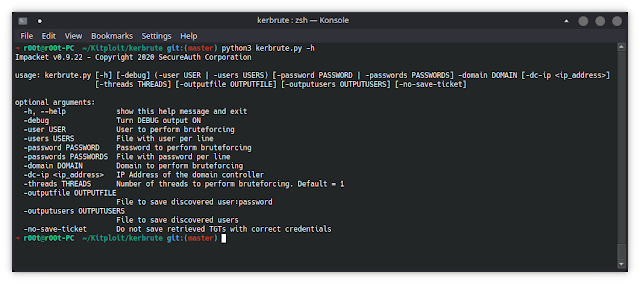 kerbrute : zsh — Konsole
File Edit View Bookmarks Settings Help
r00t@r00t-PC ~/Kitploit/kerbrute git:(master) python3 kerbrute.py -h
Impacket v0.9.22 - Copyright 2020 SecureAuth Corporation
usage: kerbrute.py [-h] [-debug] (-user USER | -users USERS) [-password PASSWORD | -passwords PASSWORDS] -domain DOMAIN [-dc-ip <ip_address>]
[-threads THREADS] [-outputfile OUTPUTFILE] [-outputusers OUTPUTUSERS] [-no-save-ticket]
optional arguments:
-h, --help show this help message and exit
-debug Turn DEBUG output ON
-user USER User to perform bruteforcing
-users USERS File with user per line
-password PASSWORD Password to perform bruteforcing
-passwords PASSWORDS File with password per line
-domain DOMAIN Domain to perform bruteforcing
-dc-ip <ip_address> IP Address of the domain controller
-threads THREADS Number of threads to perform bruteforcing. Default = 1
-outputfile OUTPUTFILE
File to save discovered user:password
-outputusers OUTPUTUSERS
File to save discovered users
-no-save-ticket Do not save retrieved TGTs with correct credentials
r00t@r00t-PC ~/Kitploit/kerbrute git:(master)